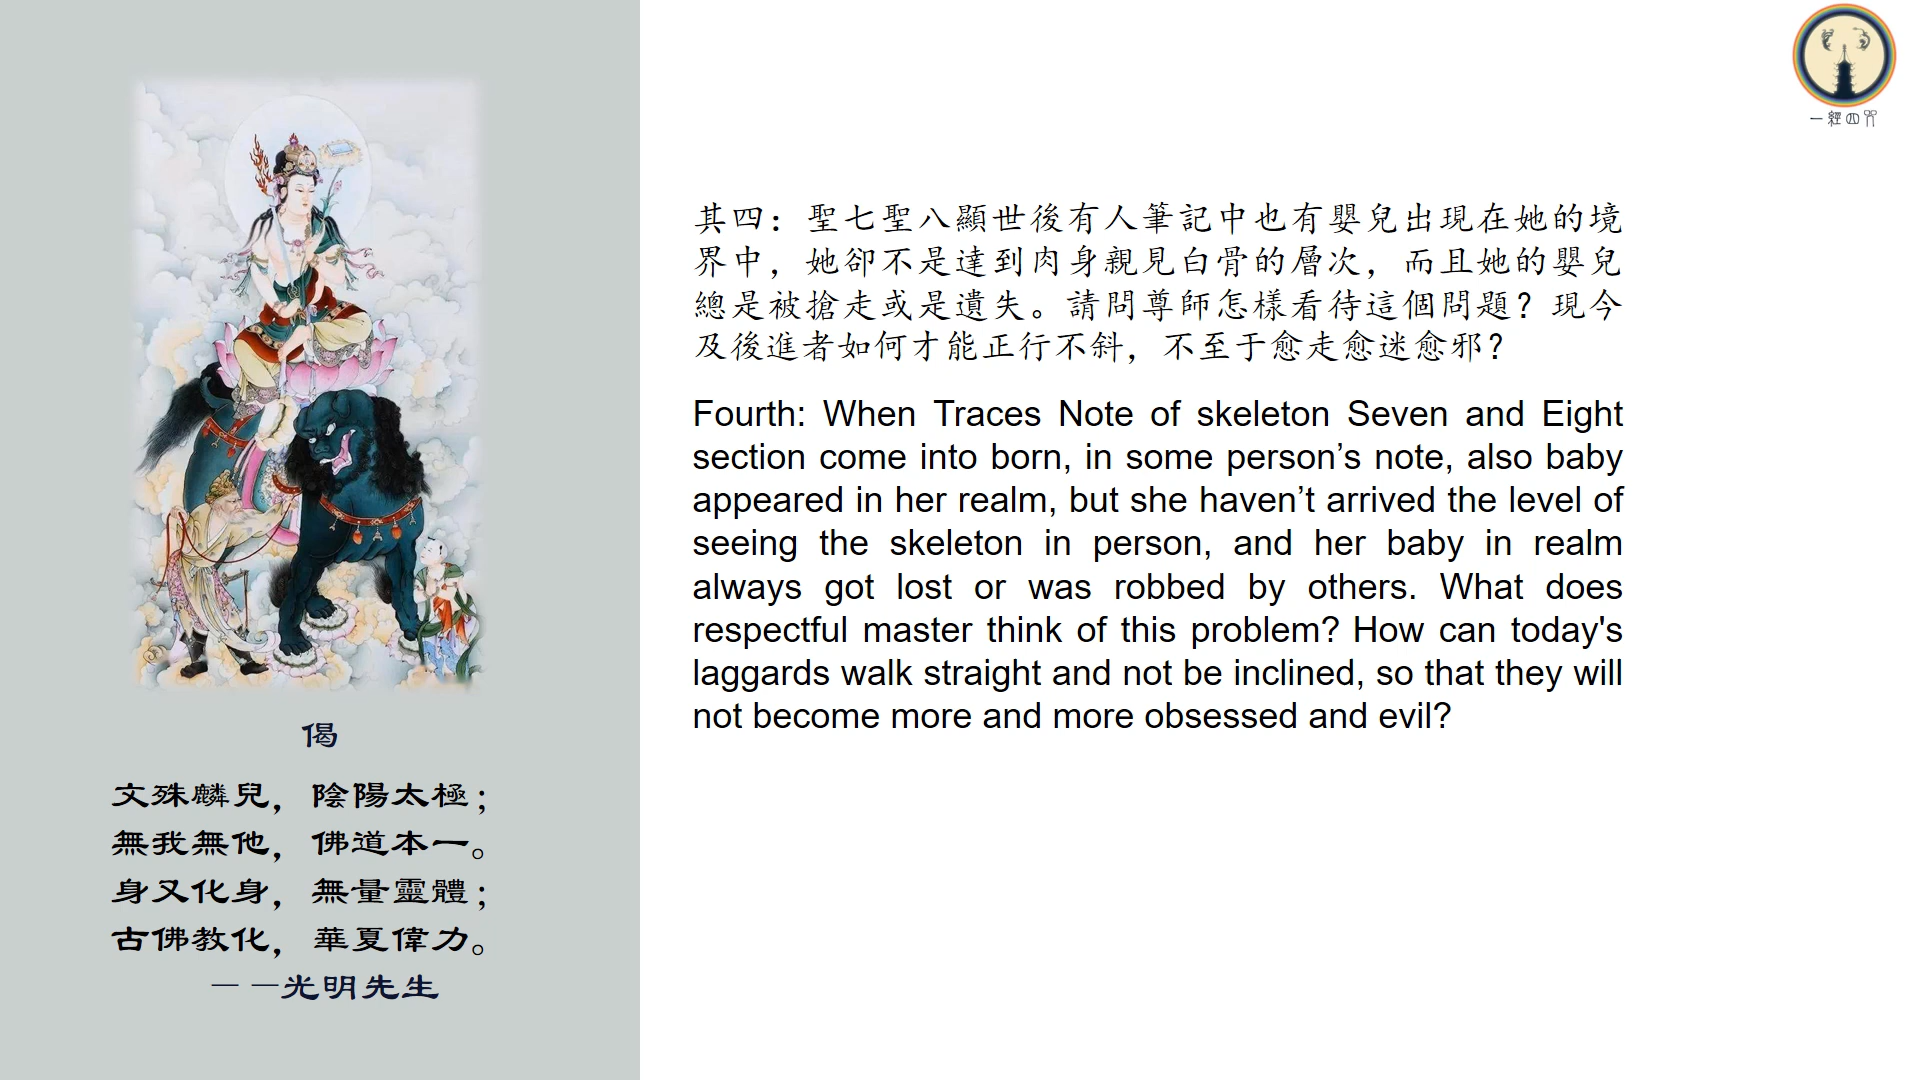 一經四咒
其四：聖七聖八顯世後有人筆記中也有嬰兒出現在她的境
界中，她卻不是達到肉身親見白骨的層次，而且她的嬰兒
總是被搶走或是遺失。請問尊師怎樣看待這個問題？現今
及後進者如何才能正行不斜，不至于愈走愈迷愈邪？
Fourth: When Traces Note of skeleton Seven and Eight
section come into born, in some person’s note, also baby
appeared in her realm, but she haven’t arrived the level of
seeing the skeleton in person, and her baby in realm
always got lost or was robbed by others. What does
respectful master think of this problem? How can today's
laggards walk straight and not be inclined, so that they will
not become more and more obsessed and evil?
偈
文殊麟兒，陰陽太極；
無我無他，佛道本一。
身又化身，無量靈體；
古佛教化，華夏偉力。
——光明先生